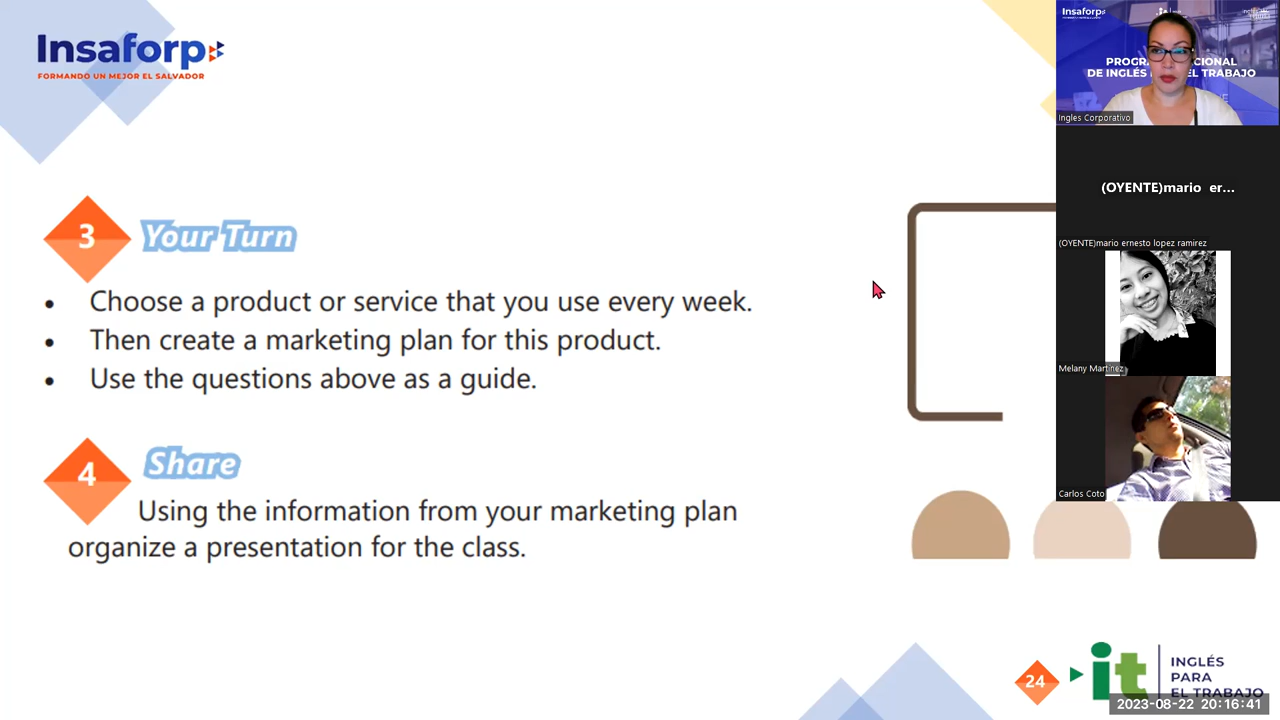 Insaforp
FORMANDO UN MEJOR EL SALVADOR
3
Your Turn
• Choose a product or service that you use every week.
• Then create a marketing plan for this product.
• Use the questions above as a guide.
4
Share
Using the information from your marketing plan
organize a presentation for the class.
24
it
INGLÉS
PARA
EL TRABAJO
2023-08-22 20:16:41
Insaforp
DE INGLÉS
EL TRABAJO
Ingles Corporativo
(OYENTE)mario er...
(OYENTE)mario ernesto lopez ramirez
Melany Martinez
Carlos Coto